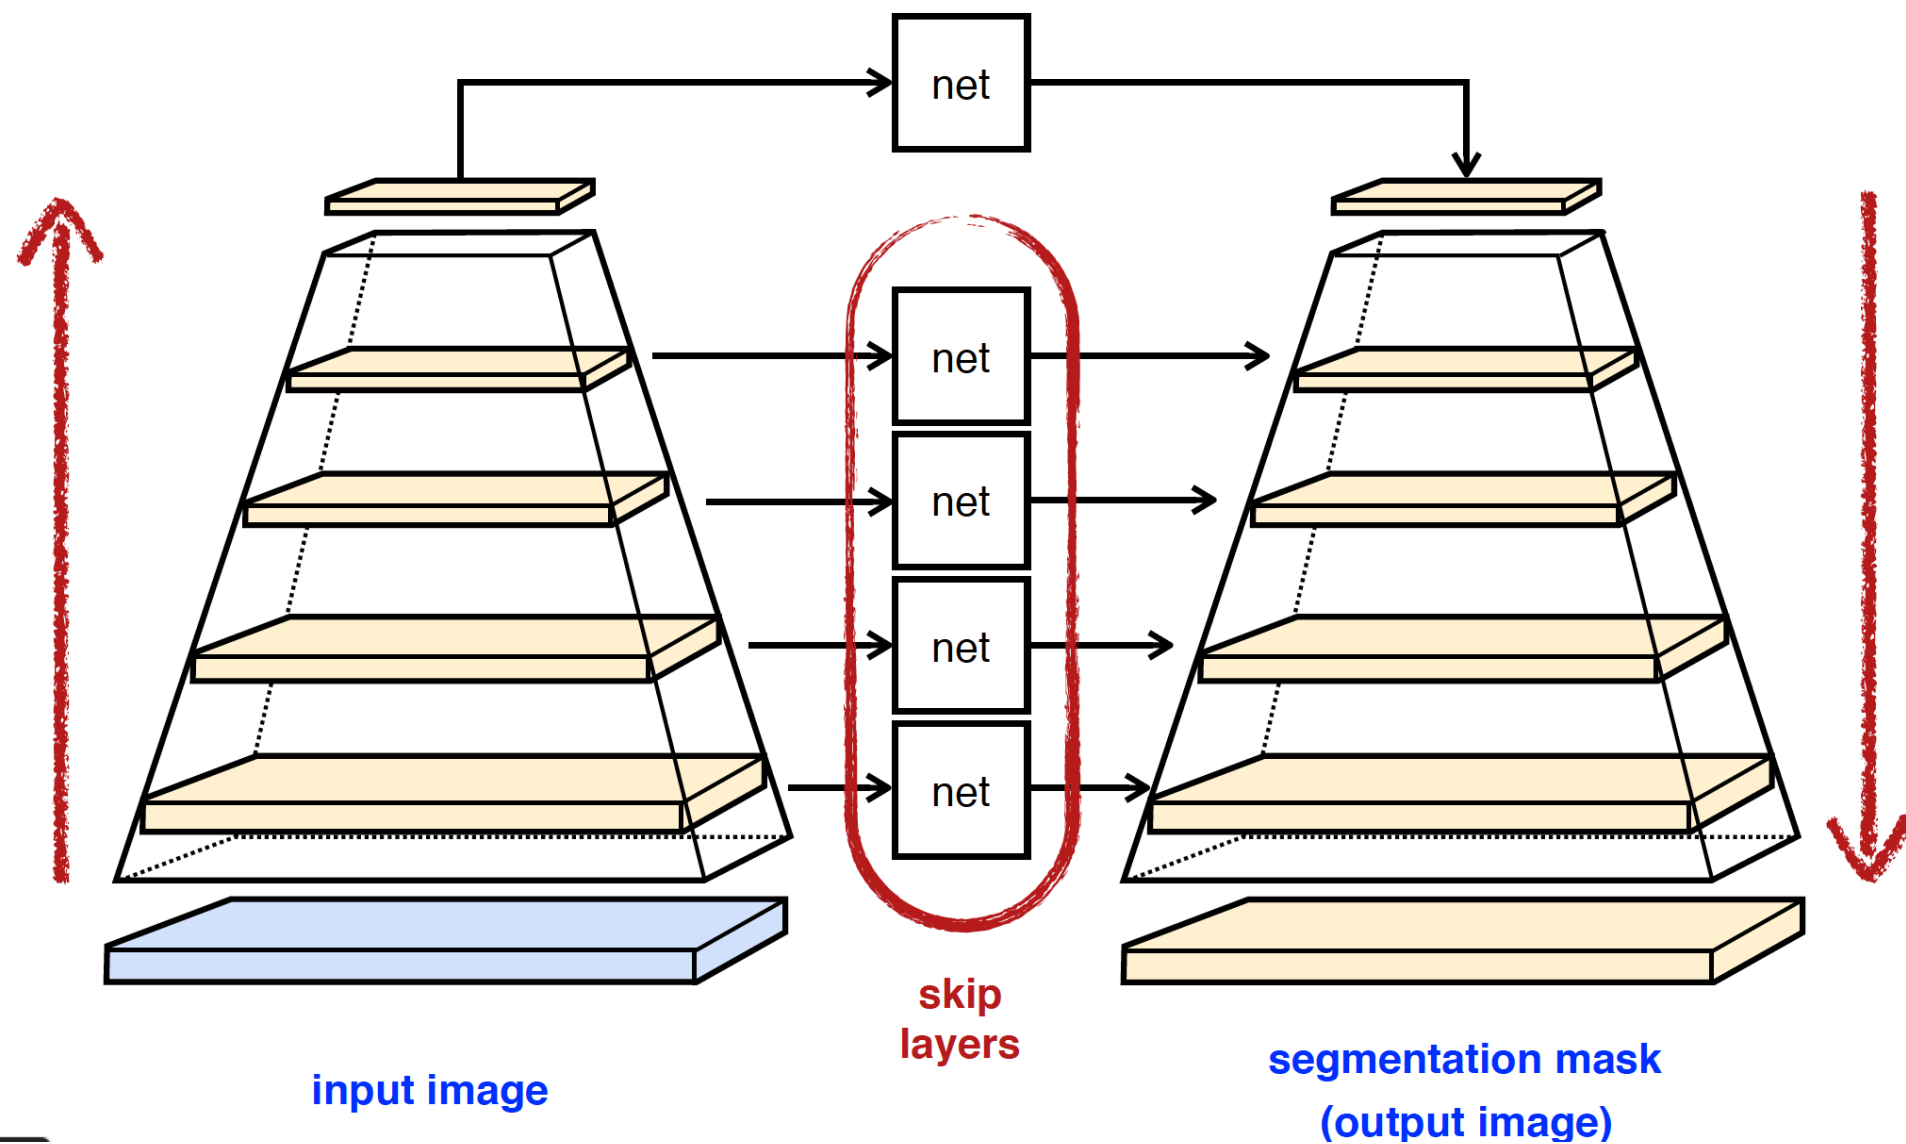 net
net
net
net
net
skip
layers
input image
segmentation mask
(output image)